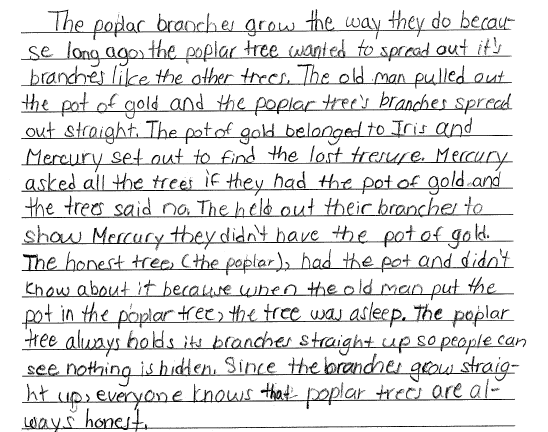 The poplar branches grow the way they do becau-
se long ago, the poplar tree wanted to spread out it's
branches like the other trees. The old man pulled out
the pot of gold and the poplar tree's branches spread
out straight. The pot of gold belonged to Iris and
Mercury set out to find the lost tresure. Mercury
asked all the trees if they had the pot of gold and
the trees said no. The held out their branches to
show Mercury they didn't have the pot of gold.
The honest tree, (the poplar), had the pot and didn't
know about it because when the old man put the
pot in the poplar tree, the tree was asleep. The poplar
tree always holds its branches straight up so people can
see nothing is hidden. Since the branches grow straig-
ht up, everyone knows that poplar trees are al-
ways honest.